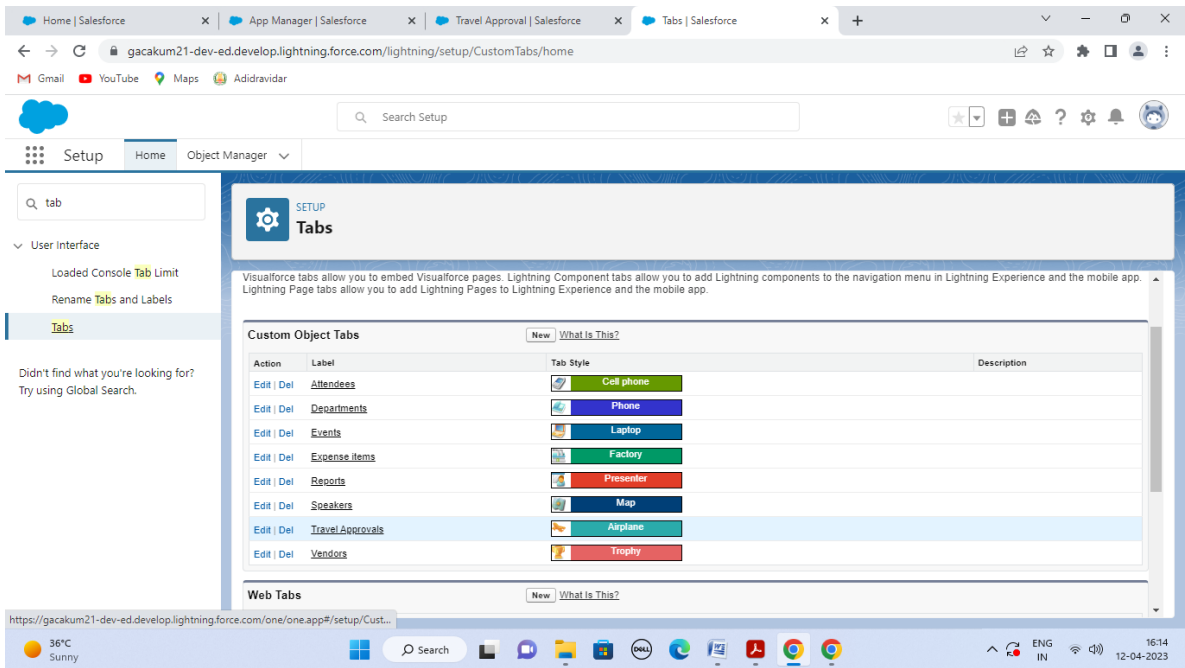 Home | Salesforce
App Manager | Salesforce
Travel Approval | Salesforce
Tabs | Salesforce
gacakum21-dev-ed.develop.lightning.force.com/lightning/setup/CustomTabs/home
Gmail YouTube Maps Adidravidar
Search Setup
Setup Home Object Manager
tab
User Interface
Loaded Console Tab Limit
Rename Tabs and Labels
Tabs
Didn't find what you're looking for?
Try using Global Search.
SETUP
Tabs
Visualforce tabs allow you to embed Visualforce pages. Lightning Component tabs allow you to add Lightning components to the navigation menu in Lightning Experience and the mobile app.
Lightning Page tabs allow you to add Lightning Pages to Lightning Experience and the mobile app.
Custom Object Tabs New What Is This?
Action Label Tab Style Description
Edit | Del Attendees Cell phone
Edit | Del Departments Phone
Edit | Del Events Laptop
Edit | Del Expense items Factory
Edit | Del Reports Presenter
Edit | Del Speakers Map
Edit | Del Travel Approvals Airplane
Edit | Del Vendors Trophy
Web Tabs New What Is This?
https://gacakum21-dev-ed.develop.lightning.force.com/one/one.app#/setup/Cust...
36°C
Sunny
Search
DELL
ENG
IN
16:14
12-04-2023